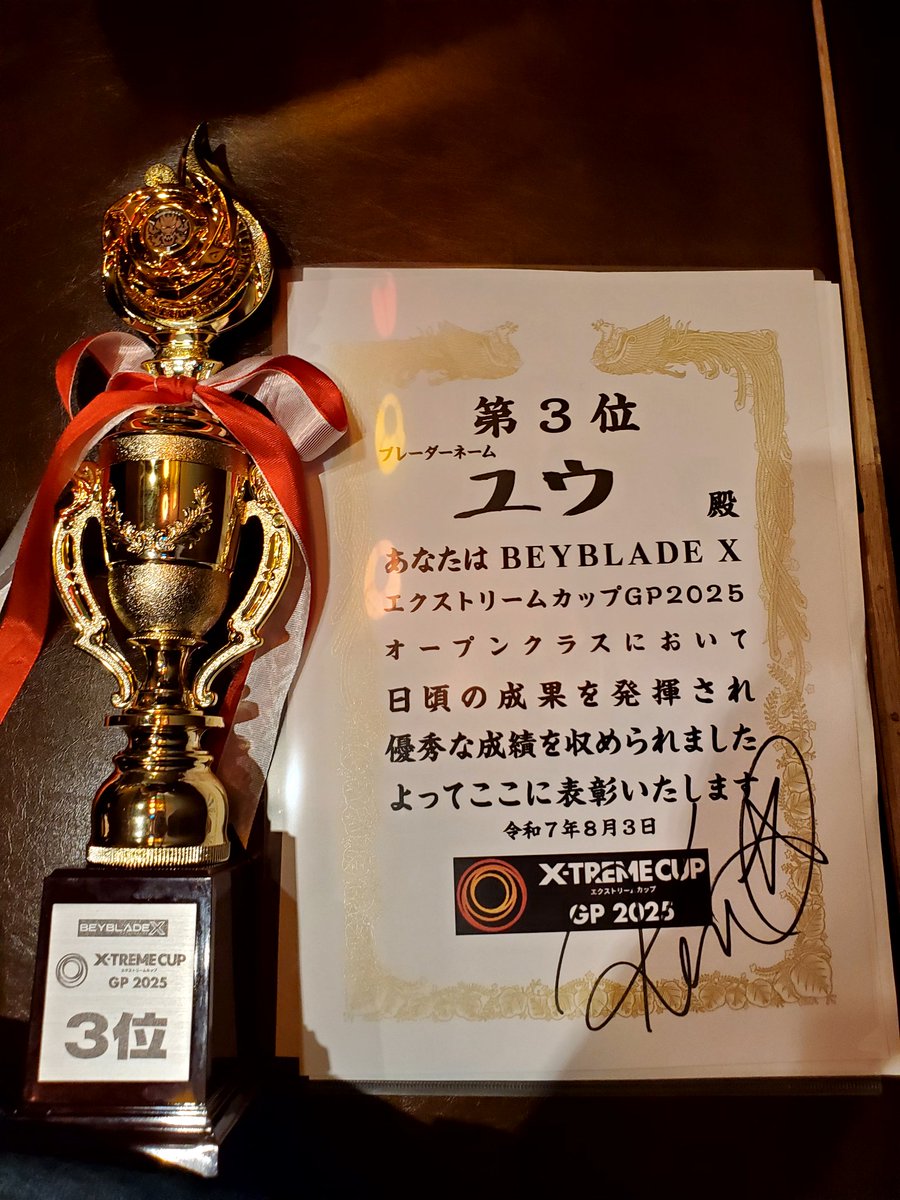 BEYBLADE X
X-TREME CUP
エクストリームカップ
GP 2025
3位
第3位
ブレーダーネーム
ユウ 殿
あなたは BEYBLADE X
エクストリームカップGP2025
オープンクラスにおいて
日頃の成果を発揮され
優秀な成績を収められました
よってここに表彰いたします
令和7年8月3日
X-TREME CUP
エクストリームカップ
GP 2025